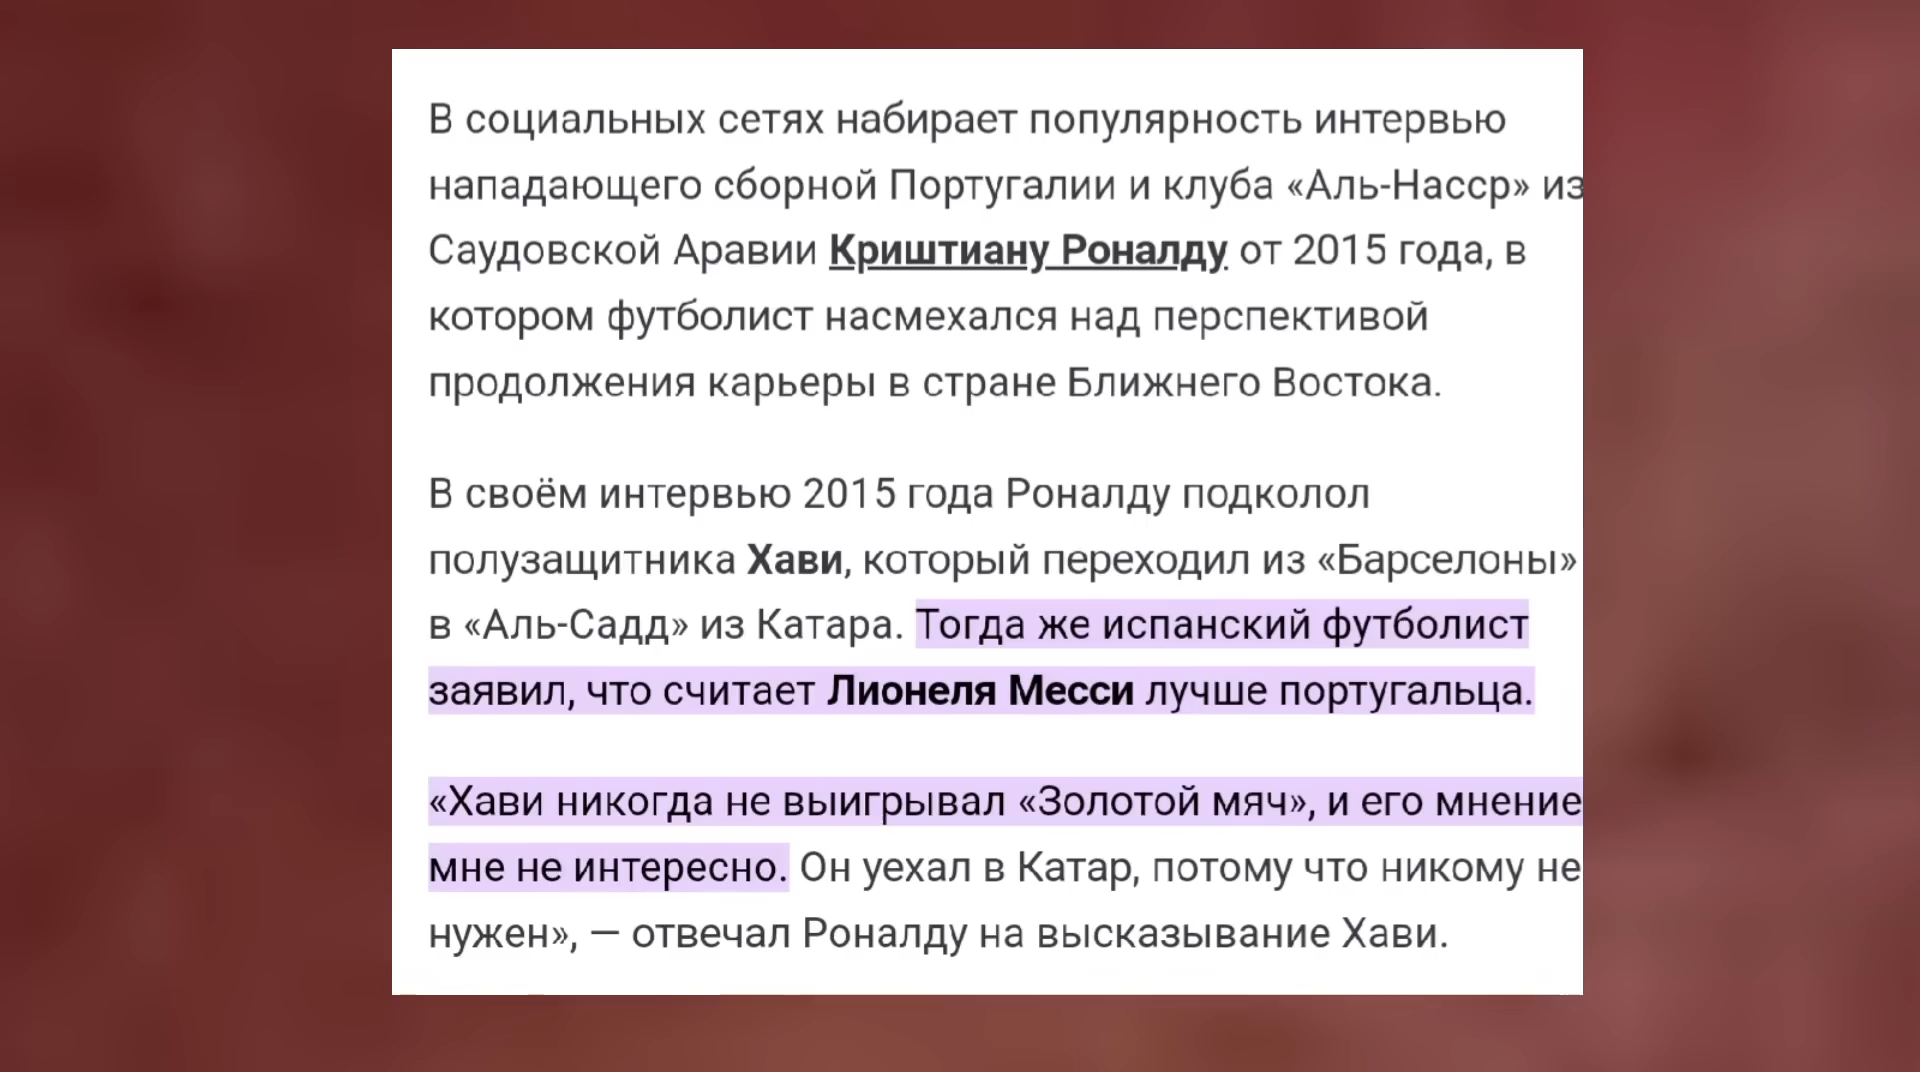 В социальных сетях набирает популярность интервью
нападающего сборной Португалии и клуба «Аль-Насср» из
Саудовской Аравии Криштиану Роналду от 2015 года, в
котором футболист насмехался над перспективой
продолжения карьеры в стране Ближнего Востока.
В своём интервью 2015 года Роналду подколол
полузащитника Хави, который переходил из «Барселоны»
в «Аль-Садд» из Катара. Тогда же испанский футболист
заявил, что считает Лионеля Месси лучше португальца.
«Хави никогда не выигрывал «Золотой мяч», и его мнение
мне не интересно. Он уехал в Катар, потому что никому не
нужен», — отвечал Роналду на высказывание Хави.